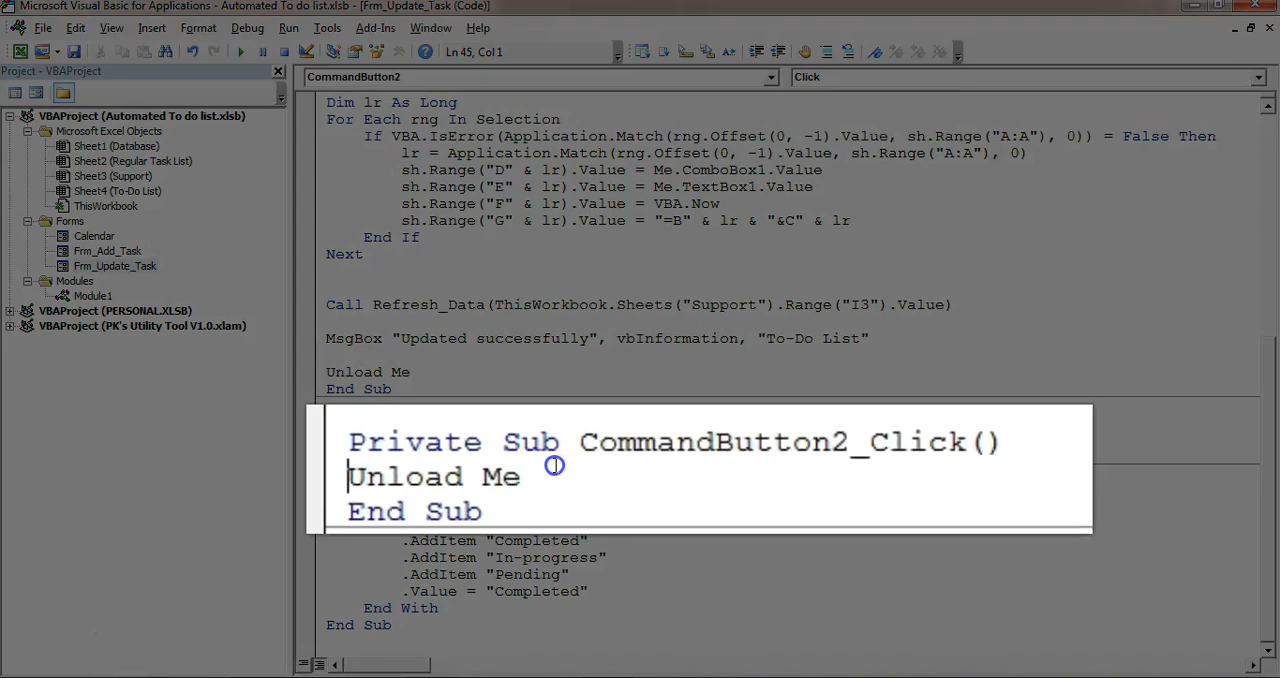 Microsoft Visual Basic for Applications - Automated To do list.xlsb - [Frm_Update_Task (Code)]
File Edit View Insert Format Debug Run Tools Add-Ins Window Help
Ln 45, Col 1
Project - VBAProject
CommandButton2
Click
VBAProject (Automated To do list.xlsb)
Microsoft Excel Objects
Sheet1 (Database)
Sheet2 (Regular Task List)
Sheet3 (Support)
Sheet4 (To-Do List)
ThisWorkbook
Forms
Calendar
Frm_Add_Task
Frm_Update_Task
Modules
Module1
VBAProject (PERSONAL.XLSB)
VBAProject (PK's Utility Tool V1.0.xlam)
Dim lr As Long
For Each rng In Selection
If VBA.IsError(Application.Match(rng.Offset(0, -1).Value, sh.Range("A:A"), 0)) = False Then
lr = Application.Match(rng.Offset(0, -1).Value, sh.Range("A:A"), 0)
sh.Range("D" & lr).Value = Me.ComboBox1.Value
sh.Range("E" & lr).Value = Me.TextBox1.Value
sh.Range("F" & lr).Value = VBA.Now
sh.Range("G" & lr).Value = "=B" & lr & "&C" & lr
End If
Next
Call Refresh_Data(ThisWorkbook.Sheets("Support").Range("I3").Value)
MsgBox "Updated successfully", vbInformation, "To-Do List"
Unload Me
End Sub
Private Sub CommandButton2_Click()
Unload Me
End Sub
.AddItem "Completed"
.AddItem "In-progress"
.AddItem "Pending"
.Value = "Completed"
End With
End Sub